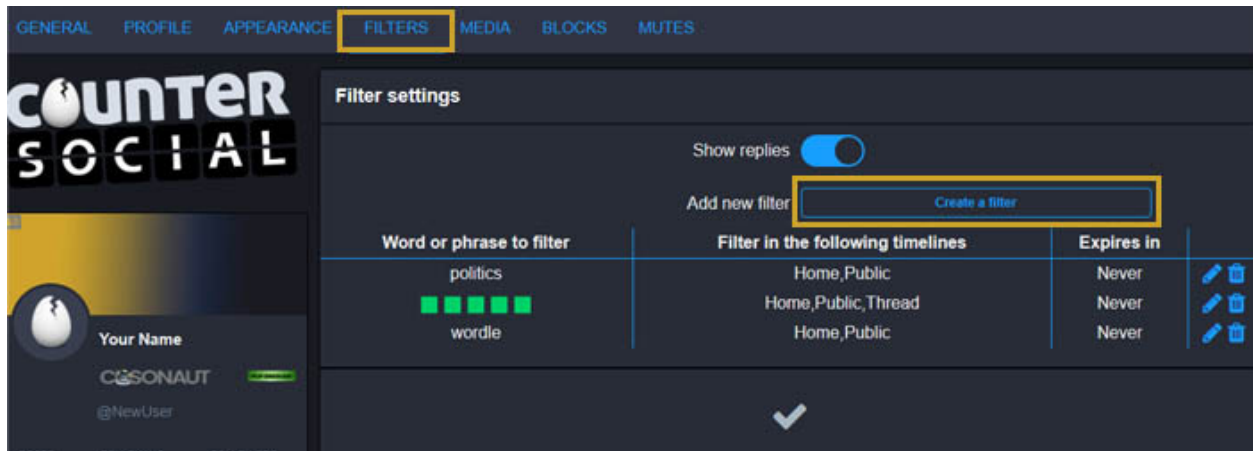 GENERAL PROFILE APPEARANCE FILTERS MEDIA BLOCKS MUTES
COUNTER
SOCIAL
Filter settings
Show replies
Add new filter Create a filter
Word or phrase to filter Filter in the following timelines Expires in
politics Home,Public Never
Home,Public,Thread Never
wordle Home,Public Never
Your Name
COSONAUT
@NewUser